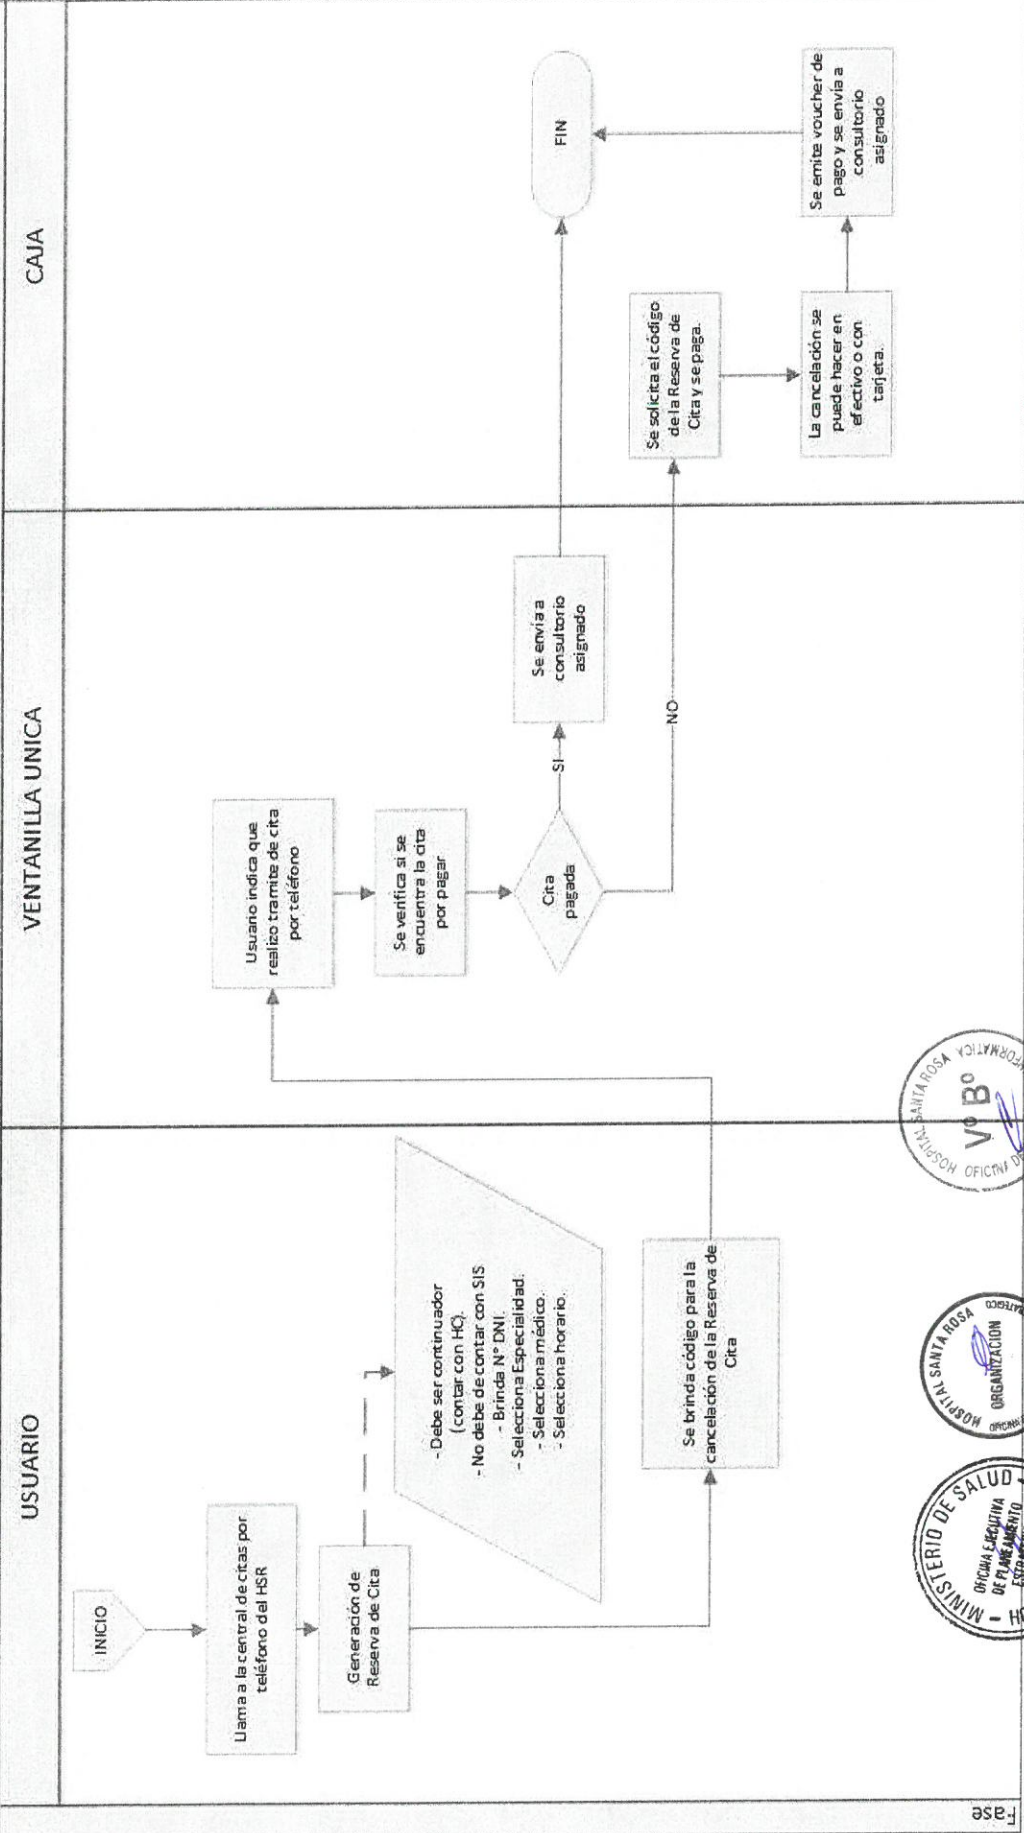 USUARIO
VENTANILLA UNICA
CAJA
INICIO
Llama a la central de citas por
teléfono del HSR
Generación de
Reserva de Cita
- Debe ser continuador
(contar con HC).
- No debe de contar con SIS
- Brinda N° DNI.
- Selecciona Especialidad.
- Selecciona médico.
- Selecciona horario.
Se brinda código para la
cancelación de la Reserva de
Cita
Usuario indica que
realizo tramite de cita
por teléfono
Se verifica si se
encuentra la cita
por pagar
Cita
pagada
SI
NO
Se envía a
consultorio
asignado
Se solicita el código
de la Reserva de
Cita y se paga.
La cancelación se
puede hacer en
efectivo o con
tarjeta.
Se emite voucher de
pago y se envía a
consultorio
asignado
FIN
Fase
MINISTERIO DE SALUD
OFICINA EJECUTIVA
DE PLANEAMIENTO
HOSPITAL SANTA ROSA
ORGANIZACION
HOSPITAL SANTA ROSA
V° B°